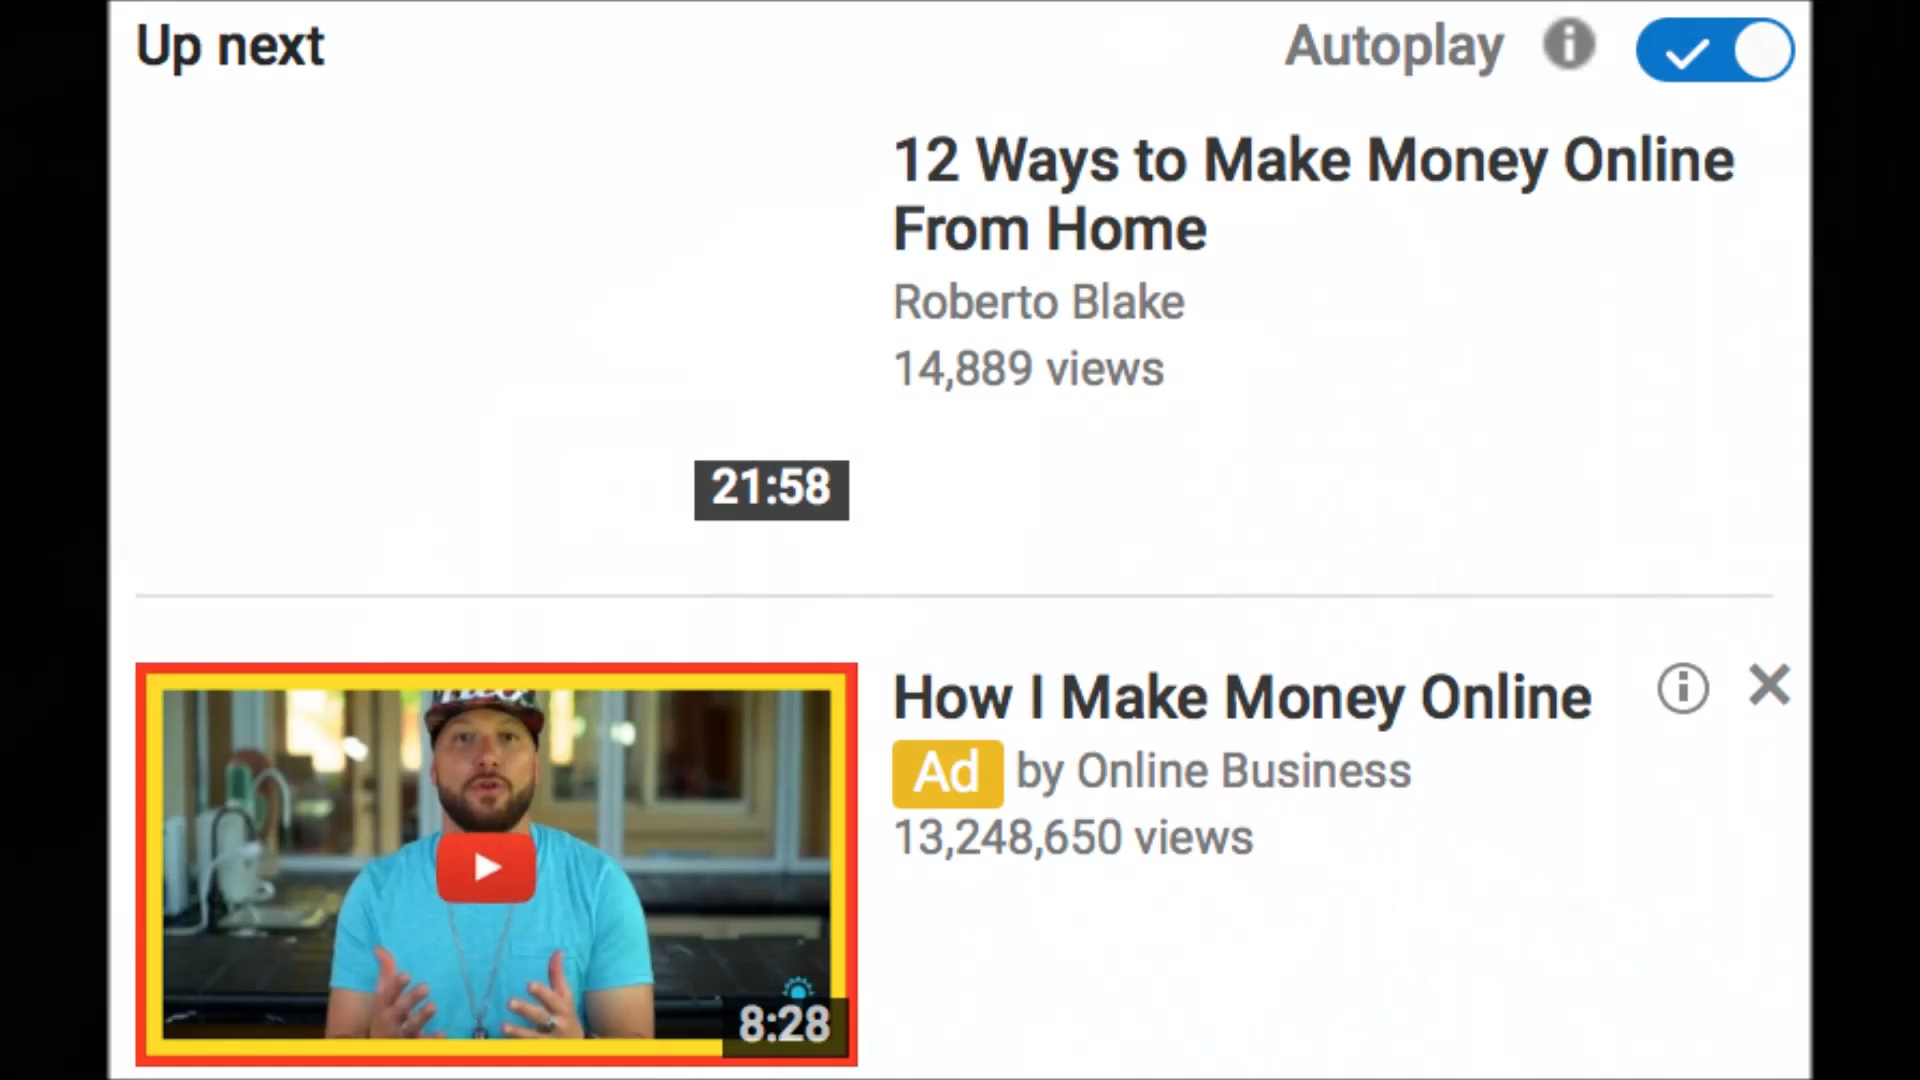 Up next
Autoplay
12 Ways to Make Money Online
From Home
Roberto Blake
14,889 views
21:58
How I Make Money Online
Ad by Online Business
13,248,650 views
8:28